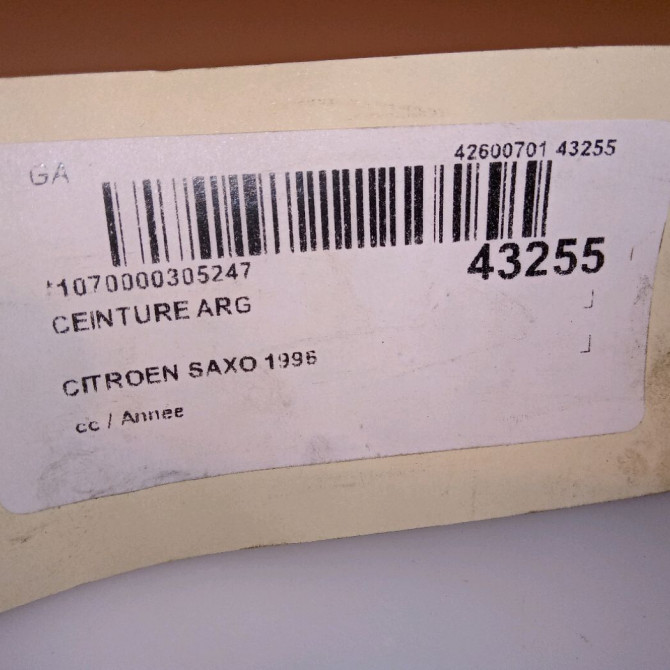 GA
42600701 43255
*1070000305247
43255
CEINTURE ARG
CITROEN SAXO 1996
cc / Annee